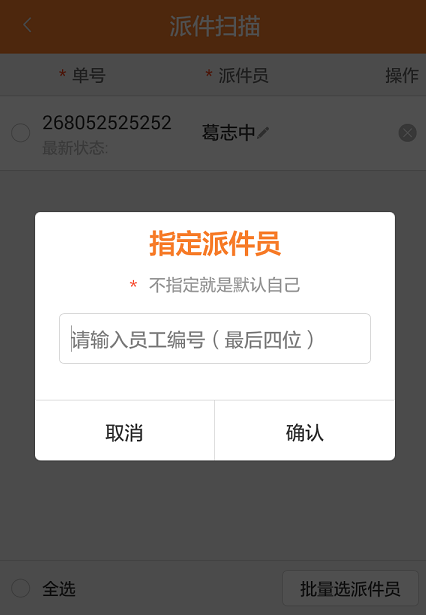 派件扫描
* 单号 * 派件员 操作
268052525252 葛志中
最新状态:
指定派件员
* 不指定就是默认自己
请输入员工编号（最后四位）
取消 确认
全选 批量选派件员